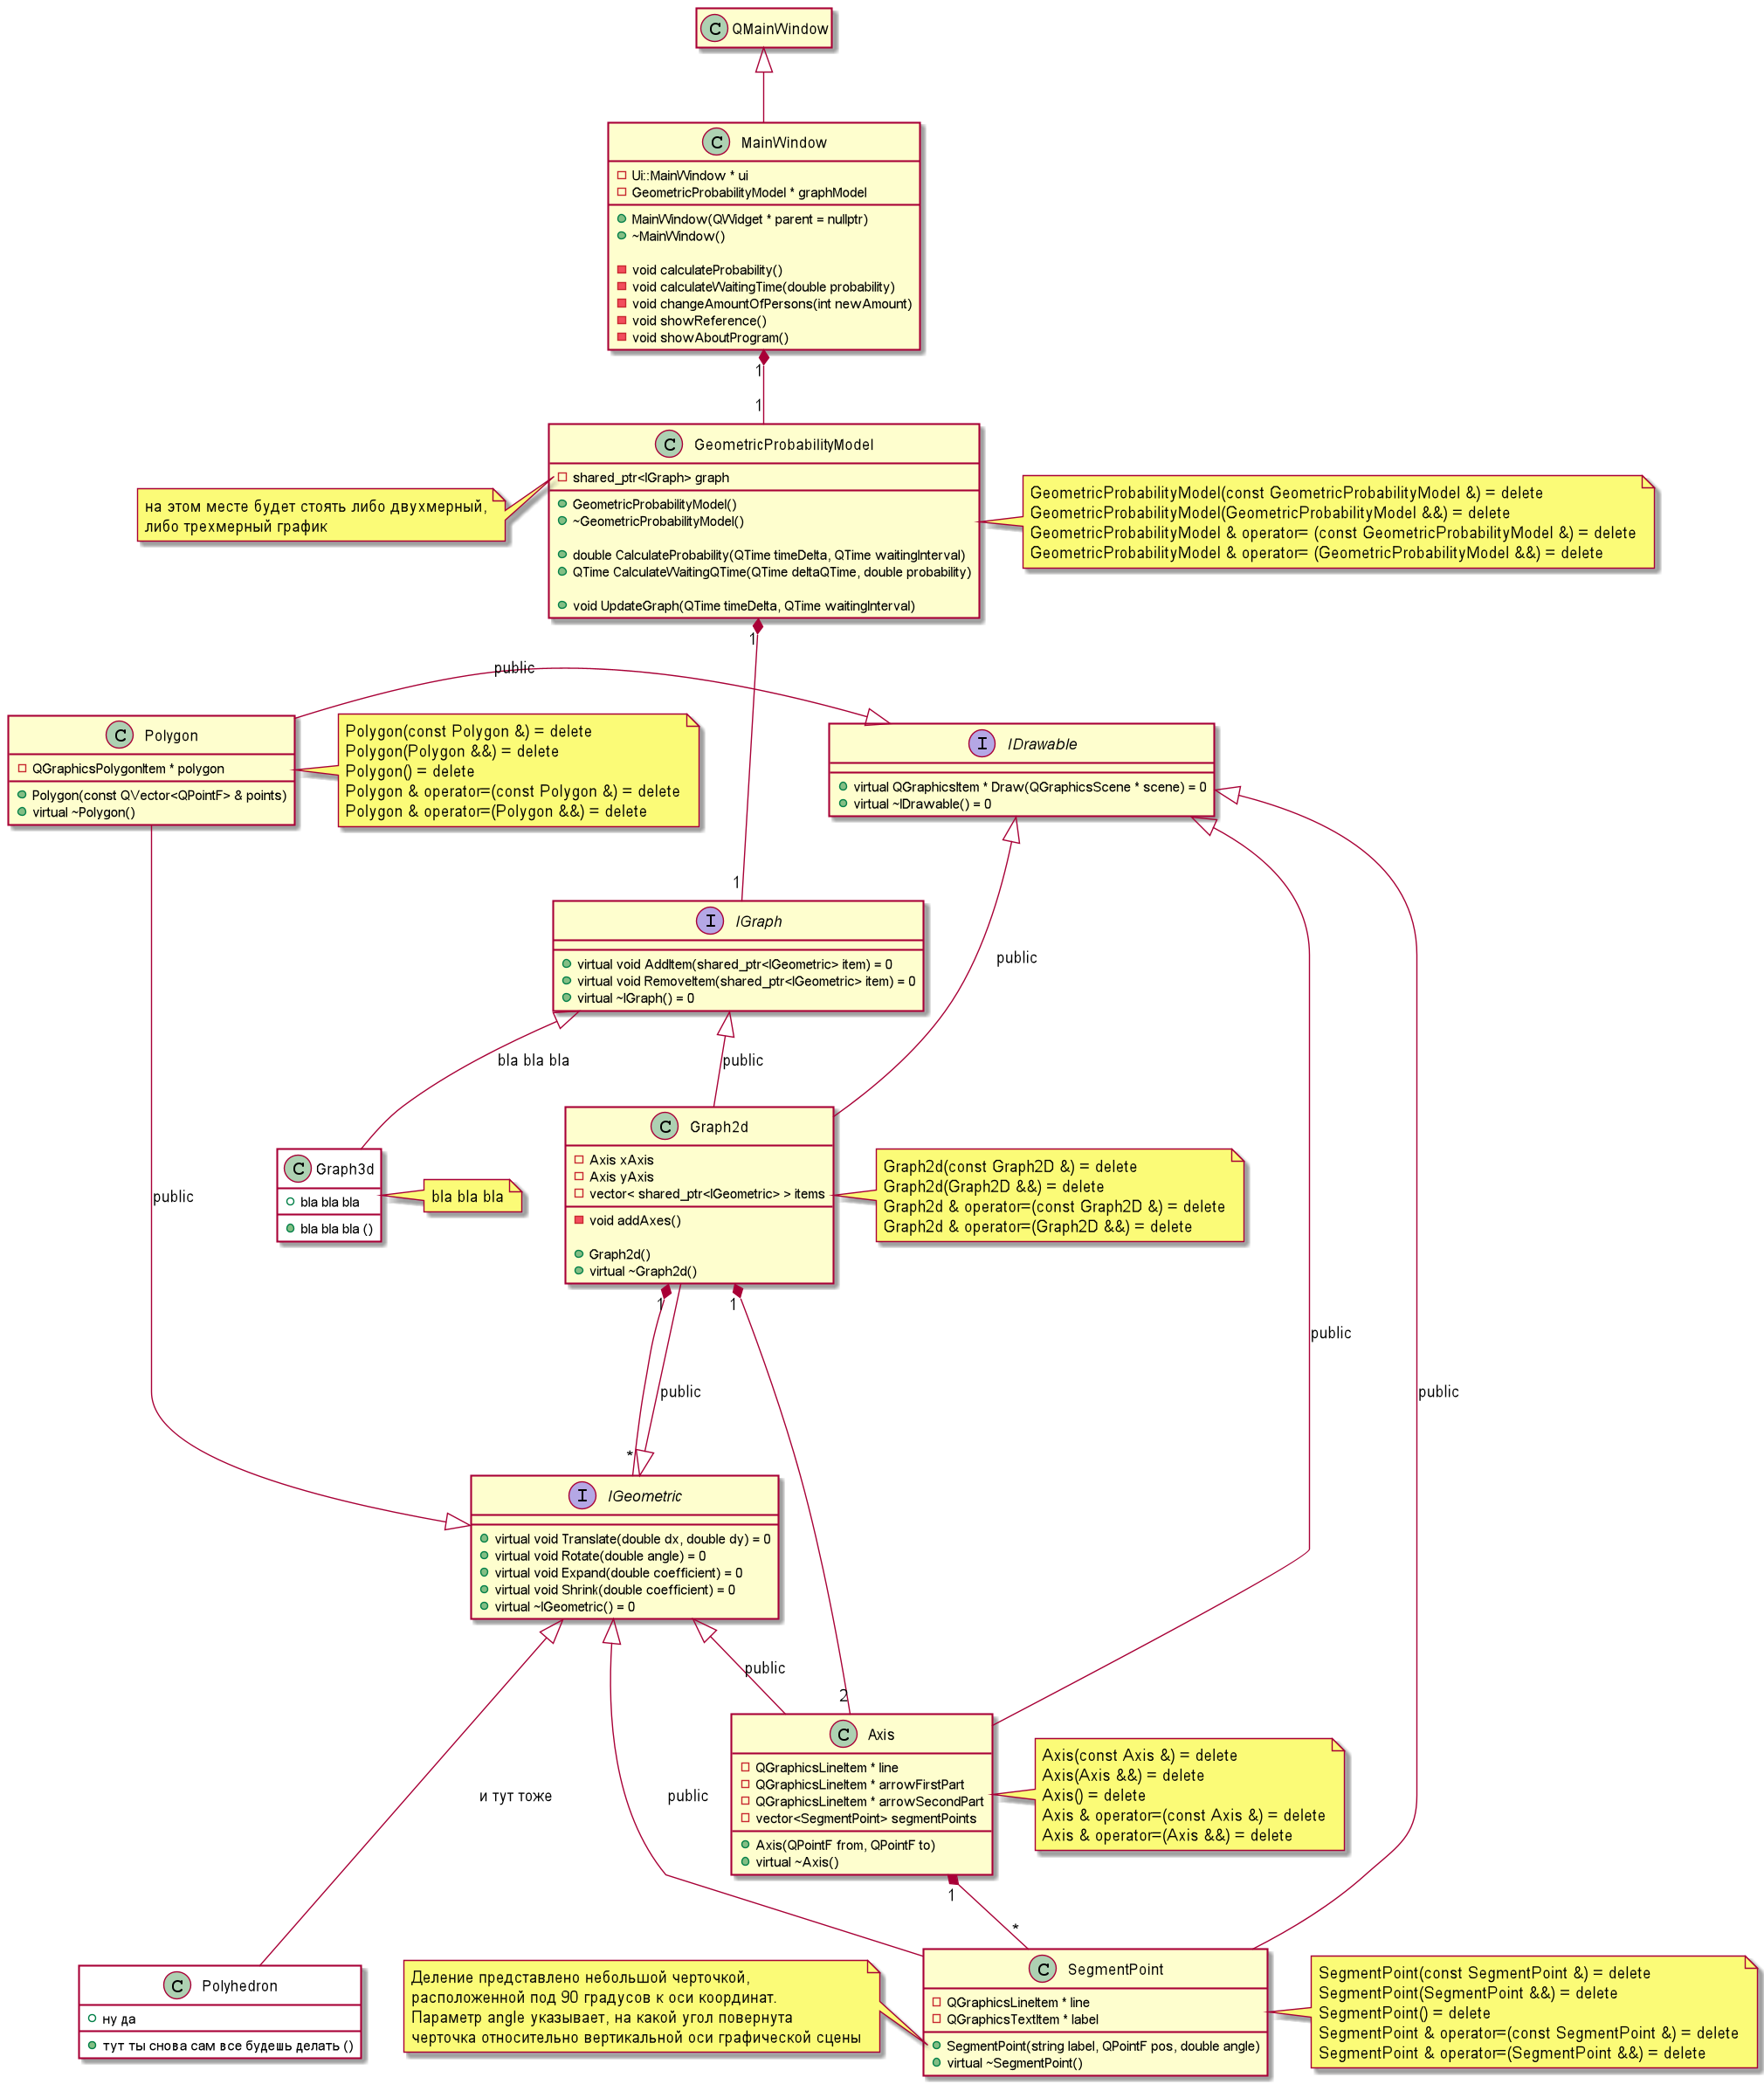 C QMainWindow
C MainWindow
Ui::MainWindow * ui
GeometricProbabilityModel * graphModel
MainWindow(QWidget * parent = nullptr)
~MainWindow()
void calculateProbability()
void calculateWaitingTime(double probability)
void changeAmountOfPersons(int newAmount)
void showReference()
void showAboutProgram()
1
1
C GeometricProbabilityModel
shared_ptr<IGraph> graph
GeometricProbabilityModel()
~GeometricProbabilityModel()
double CalculateProbability(QTime timeDelta, QTime waitingInterval)
QTime CalculateWaitingQTime(QTime deltaQTime, double probability)
void UpdateGraph(QTime timeDelta, QTime waitingInterval)
на этом месте будет стоять либо двухмерный,
либо трехмерный график
GeometricProbabilityModel(const GeometricProbabilityModel &) = delete
GeometricProbabilityModel(GeometricProbabilityModel &&) = delete
GeometricProbabilityModel & operator= (const GeometricProbabilityModel &) = delete
GeometricProbabilityModel & operator= (GeometricProbabilityModel &&) = delete
1
public
C Polygon
QGraphicsPolygonItem * polygon
Polygon(const QVector<QPointF> & points)
virtual ~Polygon()
Polygon(const Polygon &) = delete
Polygon(Polygon &&) = delete
Polygon() = delete
Polygon & operator=(const Polygon &) = delete
Polygon & operator=(Polygon &&) = delete
I IDrawable
virtual QGraphicsItem * Draw(QGraphicsScene * scene) = 0
virtual ~IDrawable() = 0
1
I IGraph
virtual void AddItem(shared_ptr<IGeometric> item) = 0
virtual void RemoveItem(shared_ptr<IGeometric> item) = 0
virtual ~IGraph() = 0
public
bla bla bla
public
C Graph3d
bla bla bla
bla bla bla ()
bla bla bla
C Graph2d
Axis xAxis
Axis yAxis
vector< shared_ptr<IGeometric> > items
void addAxes()
Graph2d()
virtual ~Graph2d()
Graph2d(const Graph2D &) = delete
Graph2d(Graph2D &&) = delete
Graph2d & operator=(const Graph2D &) = delete
Graph2d & operator=(Graph2D &&) = delete
public
1
1
public
public
public
*
I IGeometric
virtual void Translate(double dx, double dy) = 0
virtual void Rotate(double angle) = 0
virtual void Expand(double coefficient) = 0
virtual void Shrink(double coefficient) = 0
virtual ~IGeometric() = 0
public
2
C Axis
QGraphicsLineItem * line
QGraphicsLineItem * arrowFirstPart
QGraphicsLineItem * arrowSecondPart
vector<SegmentPoint> segmentPoints
Axis(QPointF from, QPointF to)
virtual ~Axis()
Axis(const Axis &) = delete
Axis(Axis &&) = delete
Axis() = delete
Axis & operator=(const Axis &) = delete
Axis & operator=(Axis &&) = delete
и тут тоже
public
1
*
C Polyhedron
ну да
тут ты снова сам все будешь делать ()
Деление представлено небольшой черточкой,
расположенной под 90 градусов к оси координат.
Параметр angle указывает, на какой угол повернута
черточка относительно вертикальной оси графической сцены
C SegmentPoint
QGraphicsLineItem * line
QGraphicsTextItem * label
SegmentPoint(string label, QPointF pos, double angle)
virtual ~SegmentPoint()
SegmentPoint(const SegmentPoint &) = delete
SegmentPoint(SegmentPoint &&) = delete
SegmentPoint() = delete
SegmentPoint & operator=(const SegmentPoint &) = delete
SegmentPoint & operator=(SegmentPoint &&) = delete